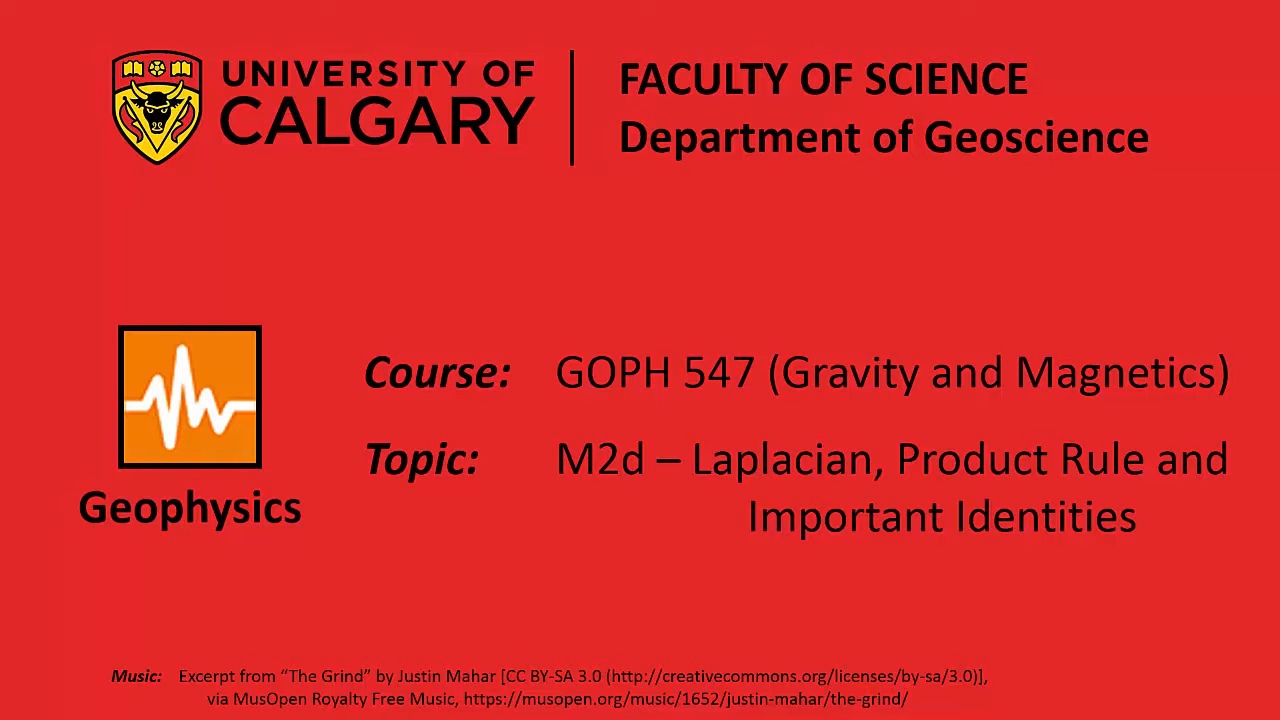 UNIVERSITY OF
CALGARY
FACULTY OF SCIENCE
Department of Geoscience
Geophysics
Course: GOPH 547 (Gravity and Magnetics)
Topic: M2d – Laplacian, Product Rule and
Important Identities
Music: Excerpt from “The Grind” by Justin Mahar [CC BY-SA 3.0 (http://creativecommons.org/licenses/by-sa/3.0)],
via MusOpen Royalty Free Music, https://musopen.org/music/1652/justin-mahar/the-grind/